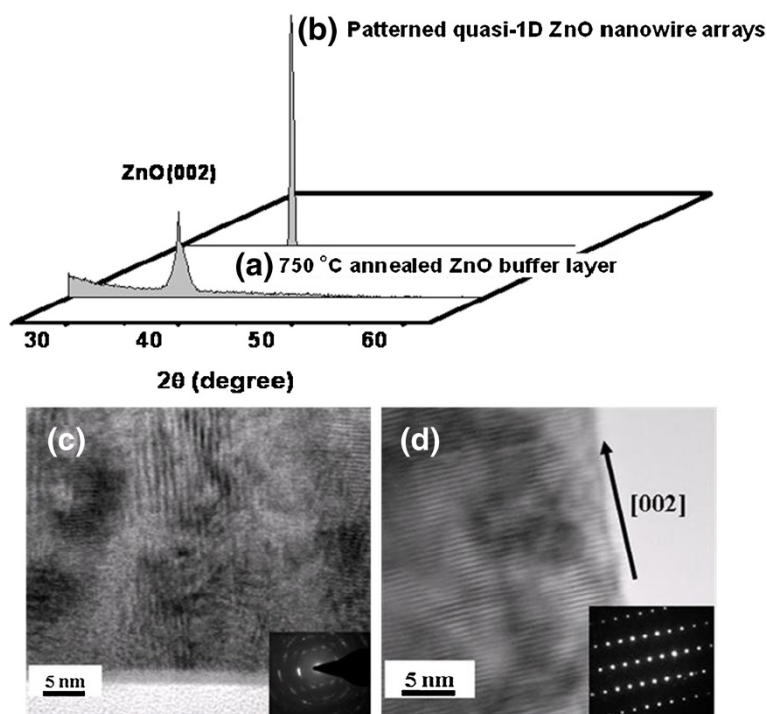 (b) Patterned quasi-1D ZnO nanowire arrays
ZnO(002)
(a) 750 °C annealed ZnO buffer layer
30 40 50 60
2θ (degree)
(c)
(d)
[002]
5 nm
5 nm